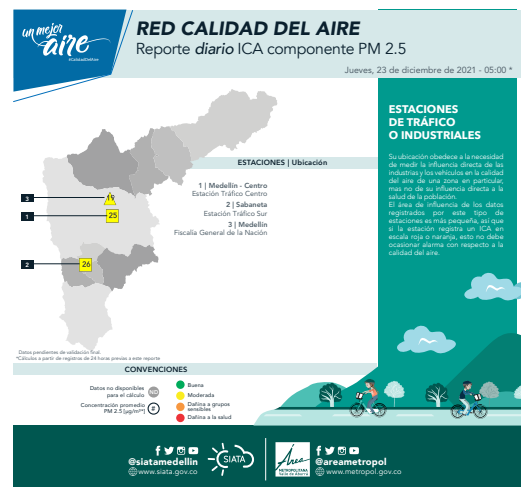 un mejor
aire
#CalidadDelAire
RED CALIDAD DEL AIRE
Reporte diario ICA componente PM 2.5
Jueves, 23 de diciembre de 2021 - 05:00 *
ESTACIONES
DE TRÁFICO
O INDUSTRIALES
Su ubicación obedece a la necesidad
de medir la influencia directa de las
industrias y los vehículos en la calidad
del aire de una zona en particular,
mas no de su influencia directa a la
salud de la población.
El área de influencia de los datos
registrados por este tipo de
estaciones es más pequeña, así que
si la estación registra un ICA en
escala roja o naranja, esto no debe
ocasionar alarma con respecto a la
calidad del aire.
ESTACIONES | Ubicación
1 | Medellín - Centro
Estación Tráfico Centro
2 | Sabaneta
Estación Tráfico Sur
3 | Medellín
Fiscalía General de la Nación
3
19
1
25
2
26
Datos pendientes de validación final.
*Cálculos a partir de registros de 24 horas previas a este reporte
CONVENCIONES
Datos no disponibles
para el cálculo
Concentración promedio
PM 2.5 [µg/m³]
#
Buena
Moderada
Dañina a grupos
sensibles
Dañina a la salud
@siatamedellin
www.siata.gov.co
SIATA
Área
METROPOLITANA
Valle de Aburrá
@areametropol
www.metropol.gov.co